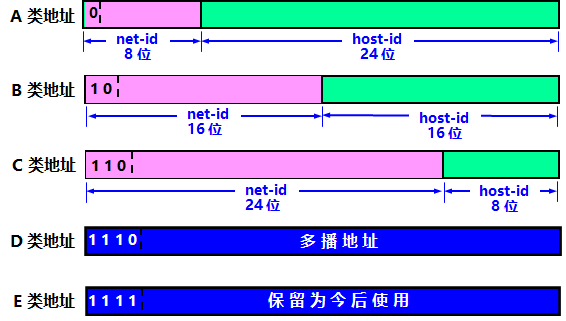 A 类地址 0
net-id host-id
8 位 24 位
B 类地址 1 0
net-id host-id
16 位 16 位
C 类地址 1 1 0
net-id host-id
24 位 8 位
D 类地址 1 1 1 0 多 播 地 址
E 类地址 1 1 1 1 保 留 为 今 后 使 用